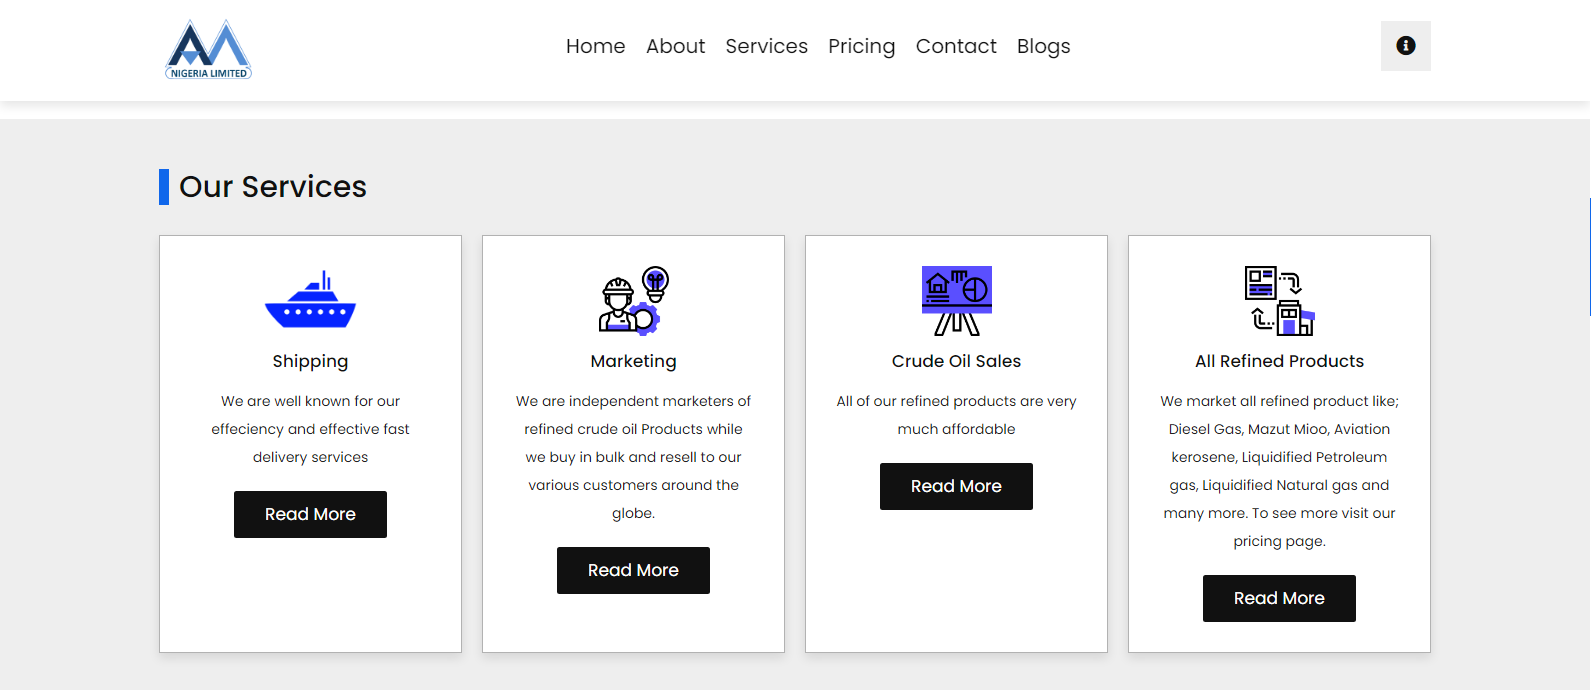 NIGERIA LIMITED
Home About Services Pricing Contact Blogs
Our Services
Shipping
We are well known for our
effeciency and effective fast
delivery services
Read More
Marketing
We are independent marketers of
refined crude oil Products while
we buy in bulk and resell to our
various customers around the
globe.
Read More
Crude Oil Sales
All of our refined products are very
much affordable
Read More
All Refined Products
We market all refined product like;
Diesel Gas, Mazut Mioo, Aviation
kerosene, Liquidified Petroleum
gas, Liquidified Natural gas and
many more. To see more visit our
pricing page.
Read More